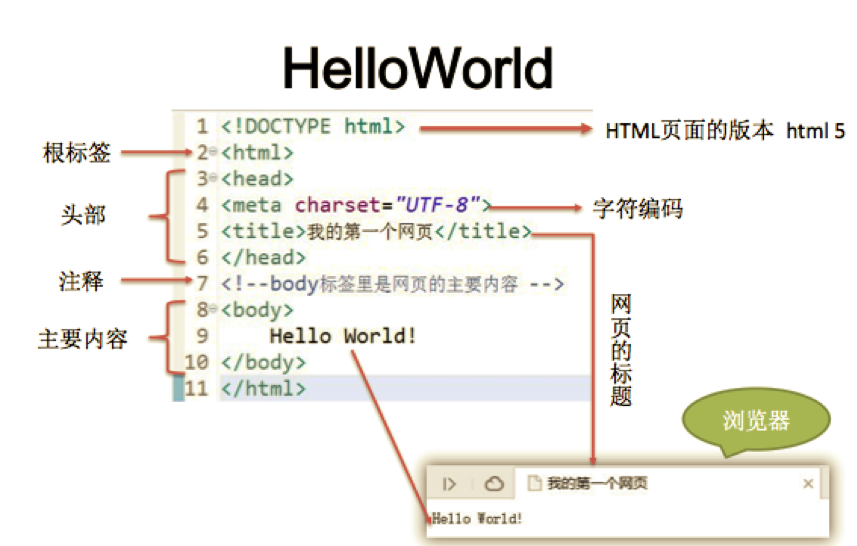 HelloWorld
1 <!DOCTYPE html>
HTML页面的版本 html 5
根标签
2 <html>
3 <head>
头部
4 <meta charset="UTF-8">
字符编码
5 <title>我的第一个网页</title>
6 </head>
注释
7 <!--body标签里是网页的主要内容 -->
8 <body>
主要内容
9 Hello World!
10 </body>
11 </html>
网页的标题
浏览器
我的第一个网页
Hello World!